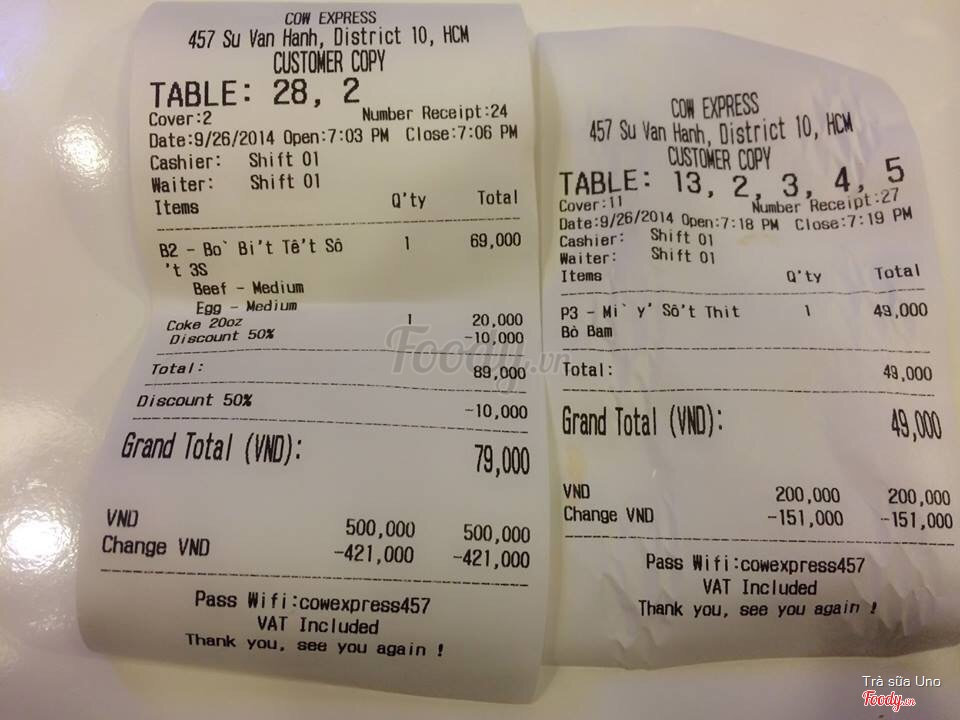 COW EXPRESS
457 Su Van Hanh, District 10, HCM
CUSTOMER COPY
TABLE: 28, 2
Cover:2 Number Receipt:24
Date:9/26/2014 Open:7:03 PM Close:7:06 PM
Cashier: Shift 01
Waiter: Shift 01
Items Q'ty Total
B2 - Bo` Bi't Tê't Sô 1 69,000
't 3S
Beef - Medium
Egg - Medium
Coke 20oz 1 20,000
Discount 50% -10,000
Total: 89,000
Discount 50% -10,000
Grand Total (VND): 79,000
VND 500,000 500,000
Change VND -421,000 -421,000
Pass Wifi:cowexpress457
VAT Included
Thank you, see you again !
COW EXPRESS
457 Su Van Hanh, District 10, HCM
CUSTOMER COPY
TABLE: 13, 2, 3, 4, 5
Cover:11 Number Receipt:27
Date:9/26/2014 Open:7:18 PM Close:7:19 PM
Cashier: Shift 01
Waiter: Shift 01
Items Q'ty Total
P3 - Mi` y' Sô't Thit 1 49,000
Bò Bam
Total: 49,000
Grand Total (VND): 49,000
VND 200,000 200,000
Change VND -151,000 -151,000
Pass Wifi:cowexpress457
VAT Included
Thank you, see you again !
Foody.vn
Trà sữa Uno
Foody.vn